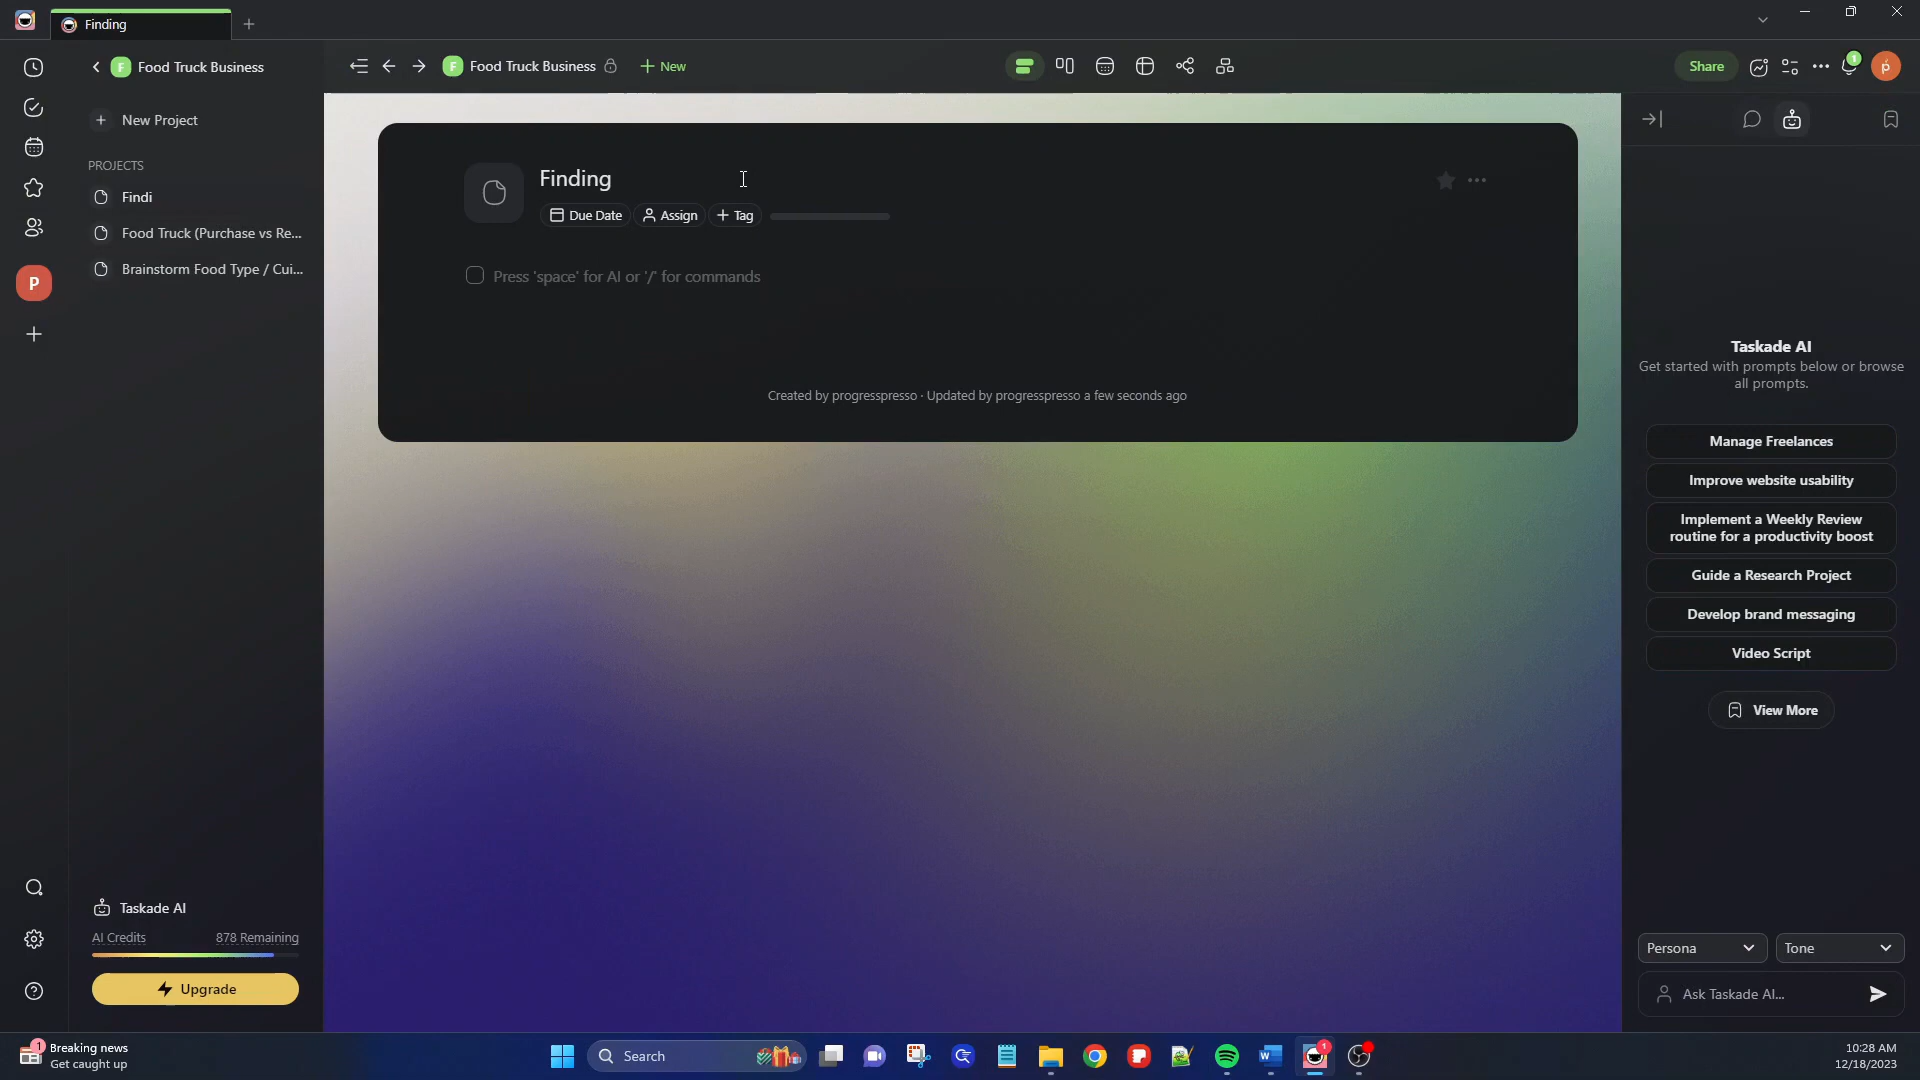 Finding
F Food Truck Business
F Food Truck Business
+ New
Share
1
ṗ
+ New Project
PROJECTS
Findi
Food Truck (Purchase vs Re...
Brainstorm Food Type / Cui...
P
Finding
Due Date
Assign
+ Tag
Press 'space' for AI or '/' for commands
Created by progresspresso · Updated by progresspresso a few seconds ago
Taskade AI
Get started with prompts below or browse
all prompts.
Manage Freelances
Improve website usability
Implement a Weekly Review
routine for a productivity boost
Guide a Research Project
Develop brand messaging
Video Script
View More
Taskade AI
AI Credits
878 Remaining
Upgrade
Persona
Tone
Ask Taskade AI...
1
Breaking news
Get caught up
Search
1
10:28 AM
12/18/2023